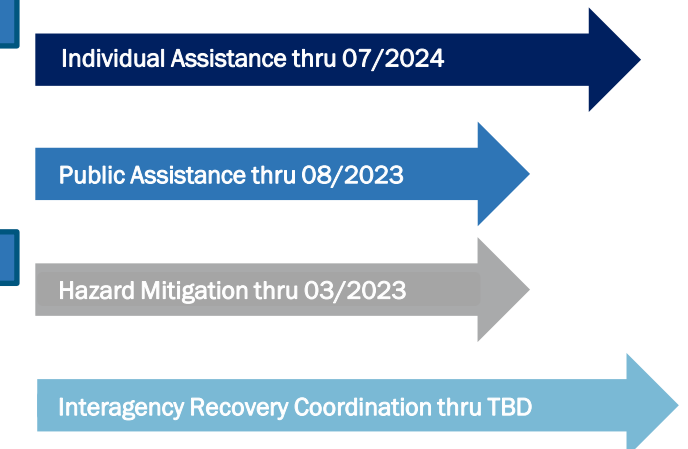 Individual Assistance thru 07/2024
Public Assistance thru 08/2023
Hazard Mitigation thru 03/2023
Interagency Recovery Coordination thru TBD